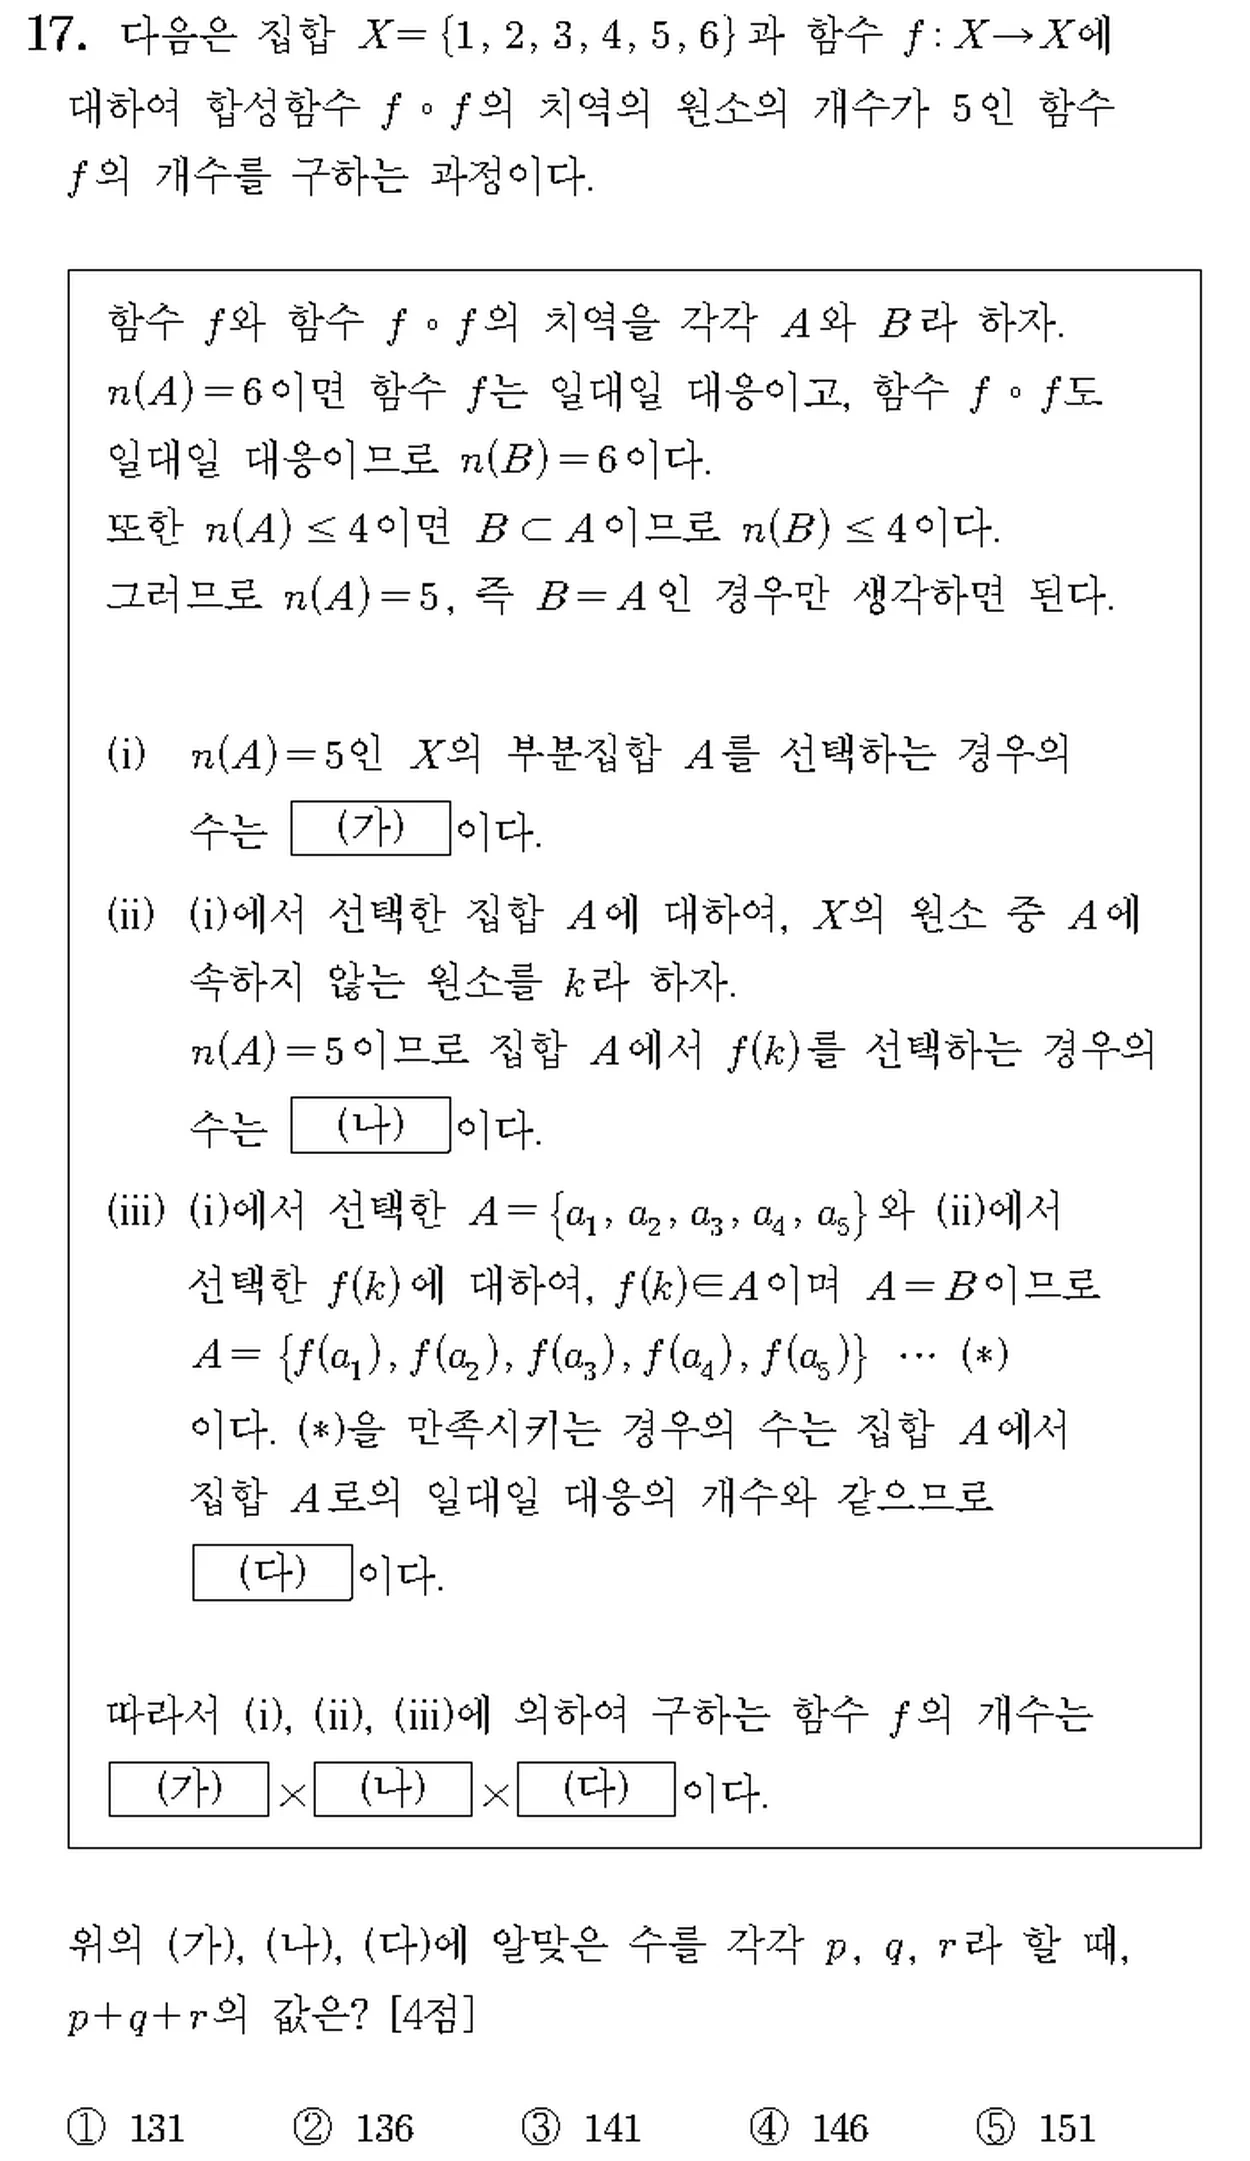 17. 다음은 집합 X={1, 2, 3, 4, 5, 6}과 함수 f : X→X에
대하여 합성함수 f∘f의 치역의 원소의 개수가 5인 함수
f의 개수를 구하는 과정이다.
함수 f와 함수 f∘f의 치역을 각각 A와 B라 하자.
n(A)=6이면 함수 f는 일대일 대응이고, 함수 f∘f도
일대일 대응이므로 n(B)=6이다.
또한 n(A)≤4이면 B⊂A이므로 n(B)≤4이다.
그러므로 n(A)=5, 즉 B=A인 경우만 생각하면 된다.
(i) n(A)=5인 X의 부분집합 A를 선택하는 경우의
수는 (가) 이다.
(ii) (i)에서 선택한 집합 A에 대하여, X의 원소 중 A에
속하지 않는 원소를 k라 하자.
n(A)=5이므로 집합 A에서 f(k)를 선택하는 경우의
수는 (나) 이다.
(iii) (i)에서 선택한 A={a₁, a₂, a₃, a₄, a₅}와 (ii)에서
선택한 f(k)에 대하여, f(k)∈A이며 A=B이므로
A= {f(a₁), f(a₂), f(a₃), f(a₄), f(a₅)} ⋯ (*)
이다. (*)을 만족시키는 경우의 수는 집합 A에서
집합 A로의 일대일 대응의 개수와 같으므로
(다) 이다.
따라서 (i), (ii), (iii)에 의하여 구하는 함수 f의 개수는
(가) × (나) × (다) 이다.
위의 (가), (나), (다)에 알맞은 수를 각각 p, q, r라 할 때,
p+q+r의 값은? [4점]
① 131 ② 136 ③ 141 ④ 146 ⑤ 151